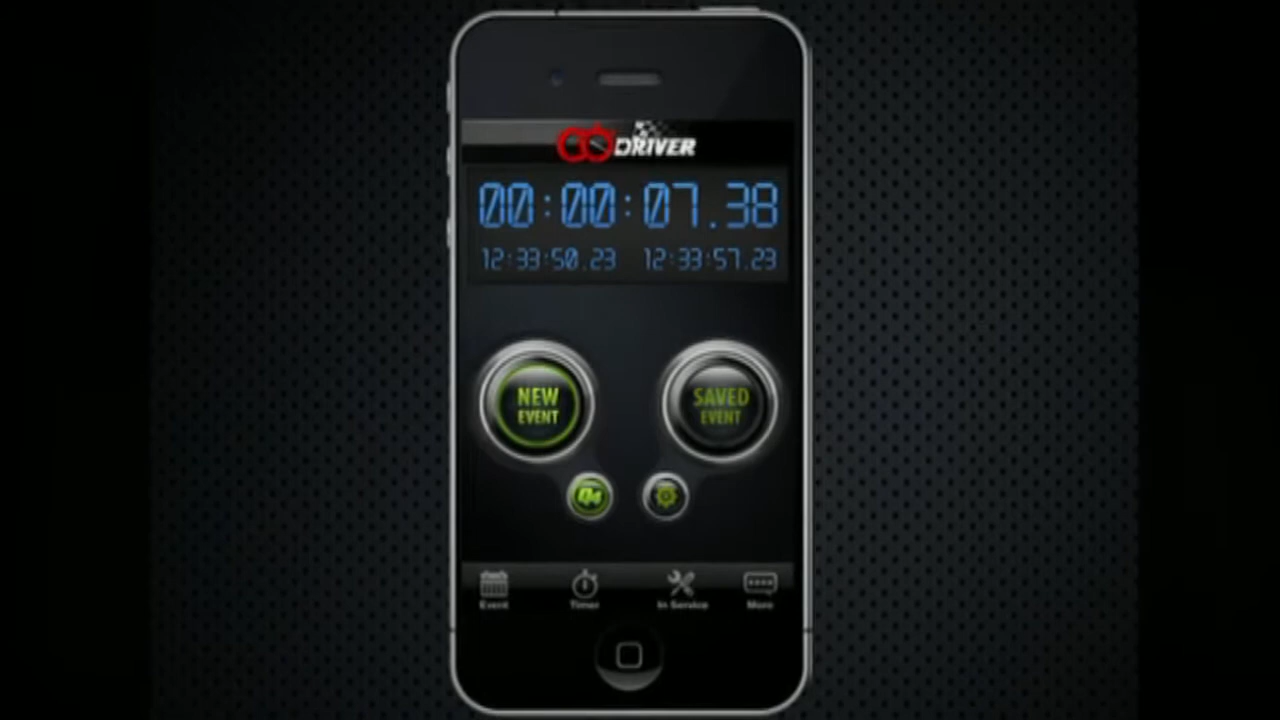 DRIVER
00:00:07.38
12:33:50.23 12:33:57.23
NEW EVENT
SAVED EVENT
Q4
Event Timer In Service More